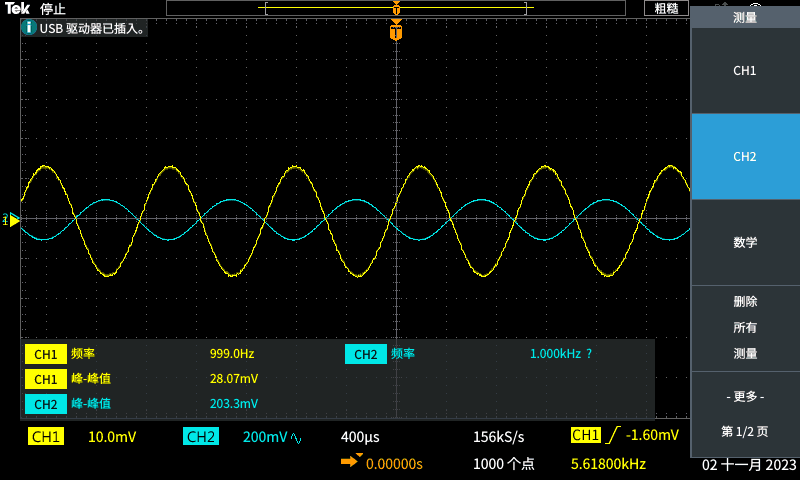 Tek 停止
粗糙
T
USB 驱动器已插入。
T
测量
CH1
CH2
数学
删除
所有
测量
- 更多 -
第 1/2 页
CH1 频率 999.0Hz CH2 频率 1.000kHz ?
CH1 峰-峰值 28.07mV
CH2 峰-峰值 203.3mV
CH1 10.0mV CH2 200mV 400µs 156kS/s CH1 -1.60mV
0.00000s 1000 个点 5.61800kHz
02 十一月 2023